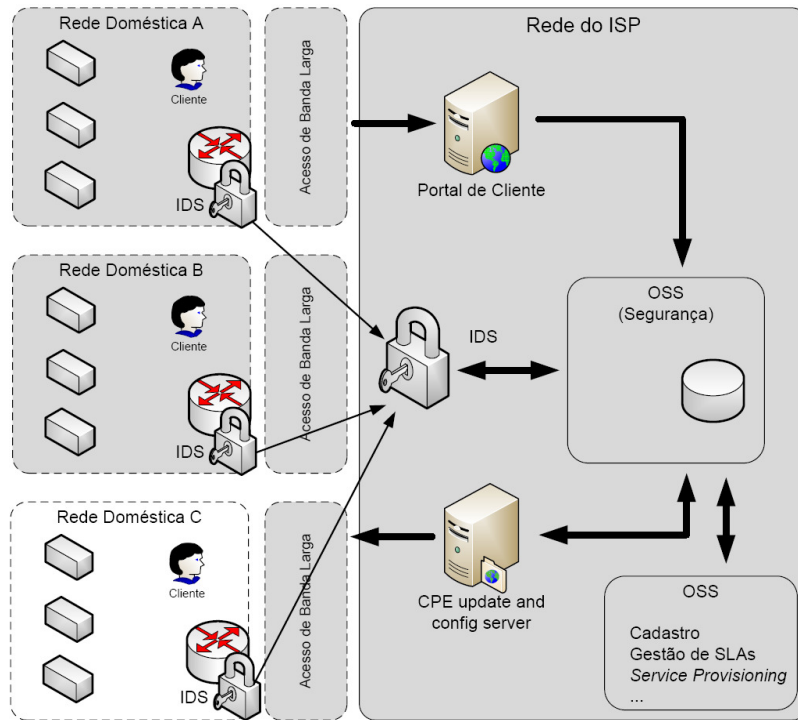 Rede Doméstica A
Cliente
IDS
Acesso de Banda Larga
Rede do ISP
Portal de Cliente
Rede Doméstica B
Cliente
IDS
Acesso de Banda Larga
IDS
OSS
(Segurança)
Rede Doméstica C
Cliente
IDS
Acesso de Banda Larga
CPE update and
config server
OSS
Cadastro
Gestão de SLAs
Service Provisioning
...